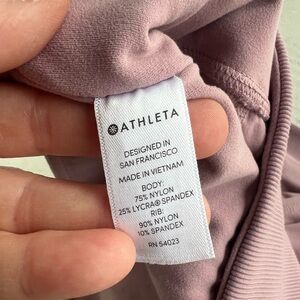 ATHLETA
DESIGNED IN
SAN FRANCISCO
MADE IN VIETNAM
BODY:
75% NYLON
25% LYCRA® SPANDEX
RIB:
90% NYLON
10% SPANDEX
RN 54023